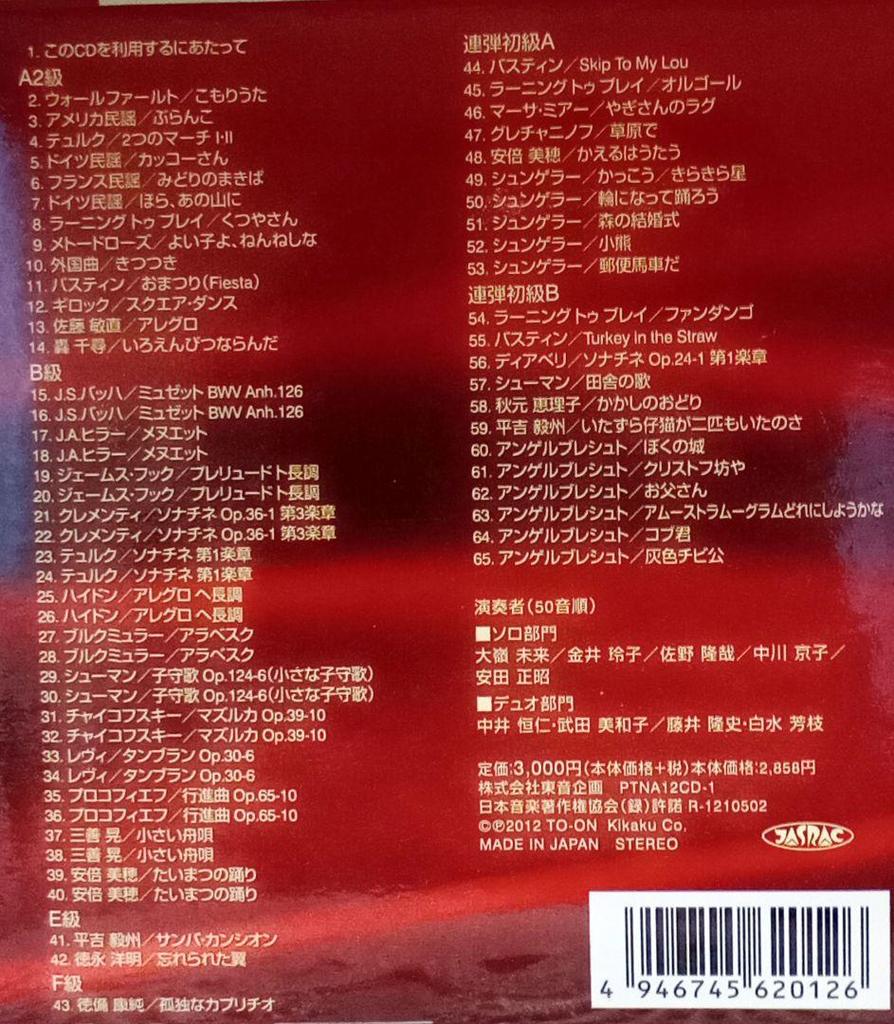 1. このCDを利用するにあたって
A2級
2. ウォールファールト／こもりうた
3. アメリカ民謡／ぶらんこ
4. テュルク／2つのマーチ I・II
5. ドイツ民謡／カッコーさん
6. フランス民謡／みどりのまきば
7. ドイツ民謡／ほら、あの山に
8. ラーニング トゥ プレイ／くつやさん
9. メトードローズ／よい子よ、ねんねしな
10. 外国曲／きつつき
11. バスティン／おまつり(Fiesta)
12. ギロック／スクエア・ダンス
13. 佐藤 敏直／アレグロ
14. 轟 千尋／いろえんぴつならんだ
B級
15. J.S.バッハ／ミュゼット BWV Anh.126
16. J.S.バッハ／ミュゼット BWV Anh.126
17. J.A.ヒラー／メヌエット
18. J.A.ヒラー／メヌエット
19. ジェームス・フック／プレリュード ト長調
20. ジェームス・フック／プレリュード ト長調
21. クレメンティ／ソナチネ Op.36-1 第3楽章
22. クレメンティ／ソナチネ Op.36-1 第3楽章
23. テュルク／ソナチネ 第1楽章
24. テュルク／ソナチネ 第1楽章
25. ハイドン／アレグロ ヘ長調
26. ハイドン／アレグロ ヘ長調
27. ブルクミュラー／アラベスク
28. ブルクミュラー／アラベスク
29. シューマン／子守歌 Op.124-6(小さな子守歌)
30. シューマン／子守歌 Op.124-6(小さな子守歌)
31. チャイコフスキー／マズルカ Op.39-10
32. チャイコフスキー／マズルカ Op.39-10
33. レヴィ／タンブラン Op.30-6
34. レヴィ／タンブラン Op.30-6
35. プロコフィエフ／行進曲 Op.65-10
36. プロコフィエフ／行進曲 Op.65-10
37. 三善 晃／小さい舟唄
38. 三善 晃／小さい舟唄
39. 安倍 美穂／たいまつの踊り
40. 安倍 美穂／たいまつの踊り
E級
41. 平吉 毅州／サンバ・カンシオン
42. 徳永 洋明／忘れられた翼
F級
43. 徳備 康純／孤独なカプリチオ
連弾初級A
44. バスティン／Skip To My Lou
45. ラーニング トゥ プレイ／オルゴール
46. マーサ・ミアー／やぎさんのラグ
47. グレチャニノフ／草原で
48. 安倍 美穂／かえるはうたう
49. シュンゲラー／かっこう／きらきら星
50. シュンゲラー／輪になって踊ろう
51. シュンゲラー／森の結婚式
52. シュンゲラー／小熊
53. シュンゲラー／郵便馬車だ
連弾初級B
54. ラーニング トゥ プレイ／ファンダンゴ
55. バスティン／Turkey in the Straw
56. ディアベリ／ソナチネ Op.24-1 第1楽章
57. シューマン／田舎の歌
58. 秋元 恵理子／かかしのおどり
59. 平吉 毅州／いたずら仔猫が二匹もいたのさ
60. アンゲルブレシュト／ぼくの城
61. アンゲルブレシュト／クリストフ坊や
62. アンゲルブレシュト／お父さん
63. アンゲルブレシュト／アムーストラムーグラムどれにしようかな
64. アンゲルブレシュト／コブ君
65. アンゲルブレシュト／灰色チビ公
演奏者(50音順)
■ソロ部門
大嶺 未来／金井 玲子／佐野 隆哉／中川 京子／
安田 正昭
■デュオ部門
中井 恒仁・武田 美和子／藤井 隆史・白水 芳枝
定価:3,000円(本体価格+税)本体価格:2,858円
株式会社東音企画 PTNA12CD-1
日本音楽著作権協会(録)許諾 R-1210502
©℗2012 TO-ON Kikaku Co.
MADE IN JAPAN STEREO
JASRAC
4 946745 620126